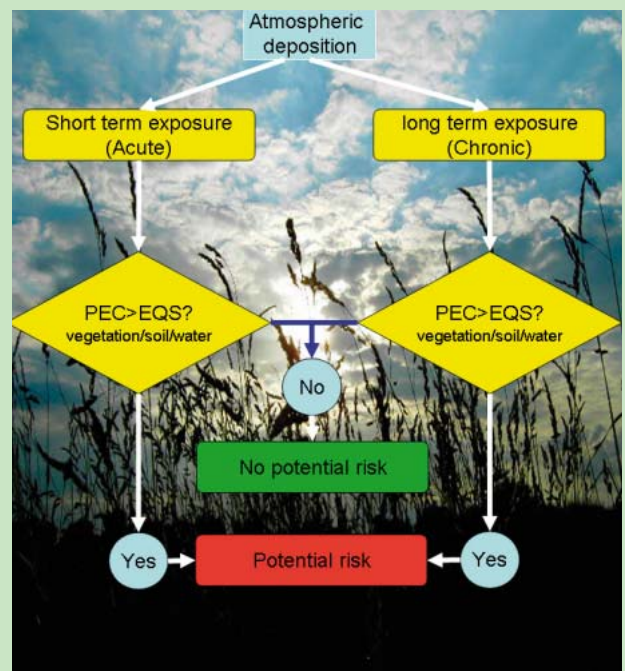 Atmospheric
deposition
Short term exposure
(Acute)
long term exposure
(Chronic)
PEC>EQS?
vegetation/soil/water
PEC>EQS?
vegetation/soil/water
No
No potential risk
Yes
Potential risk
Yes